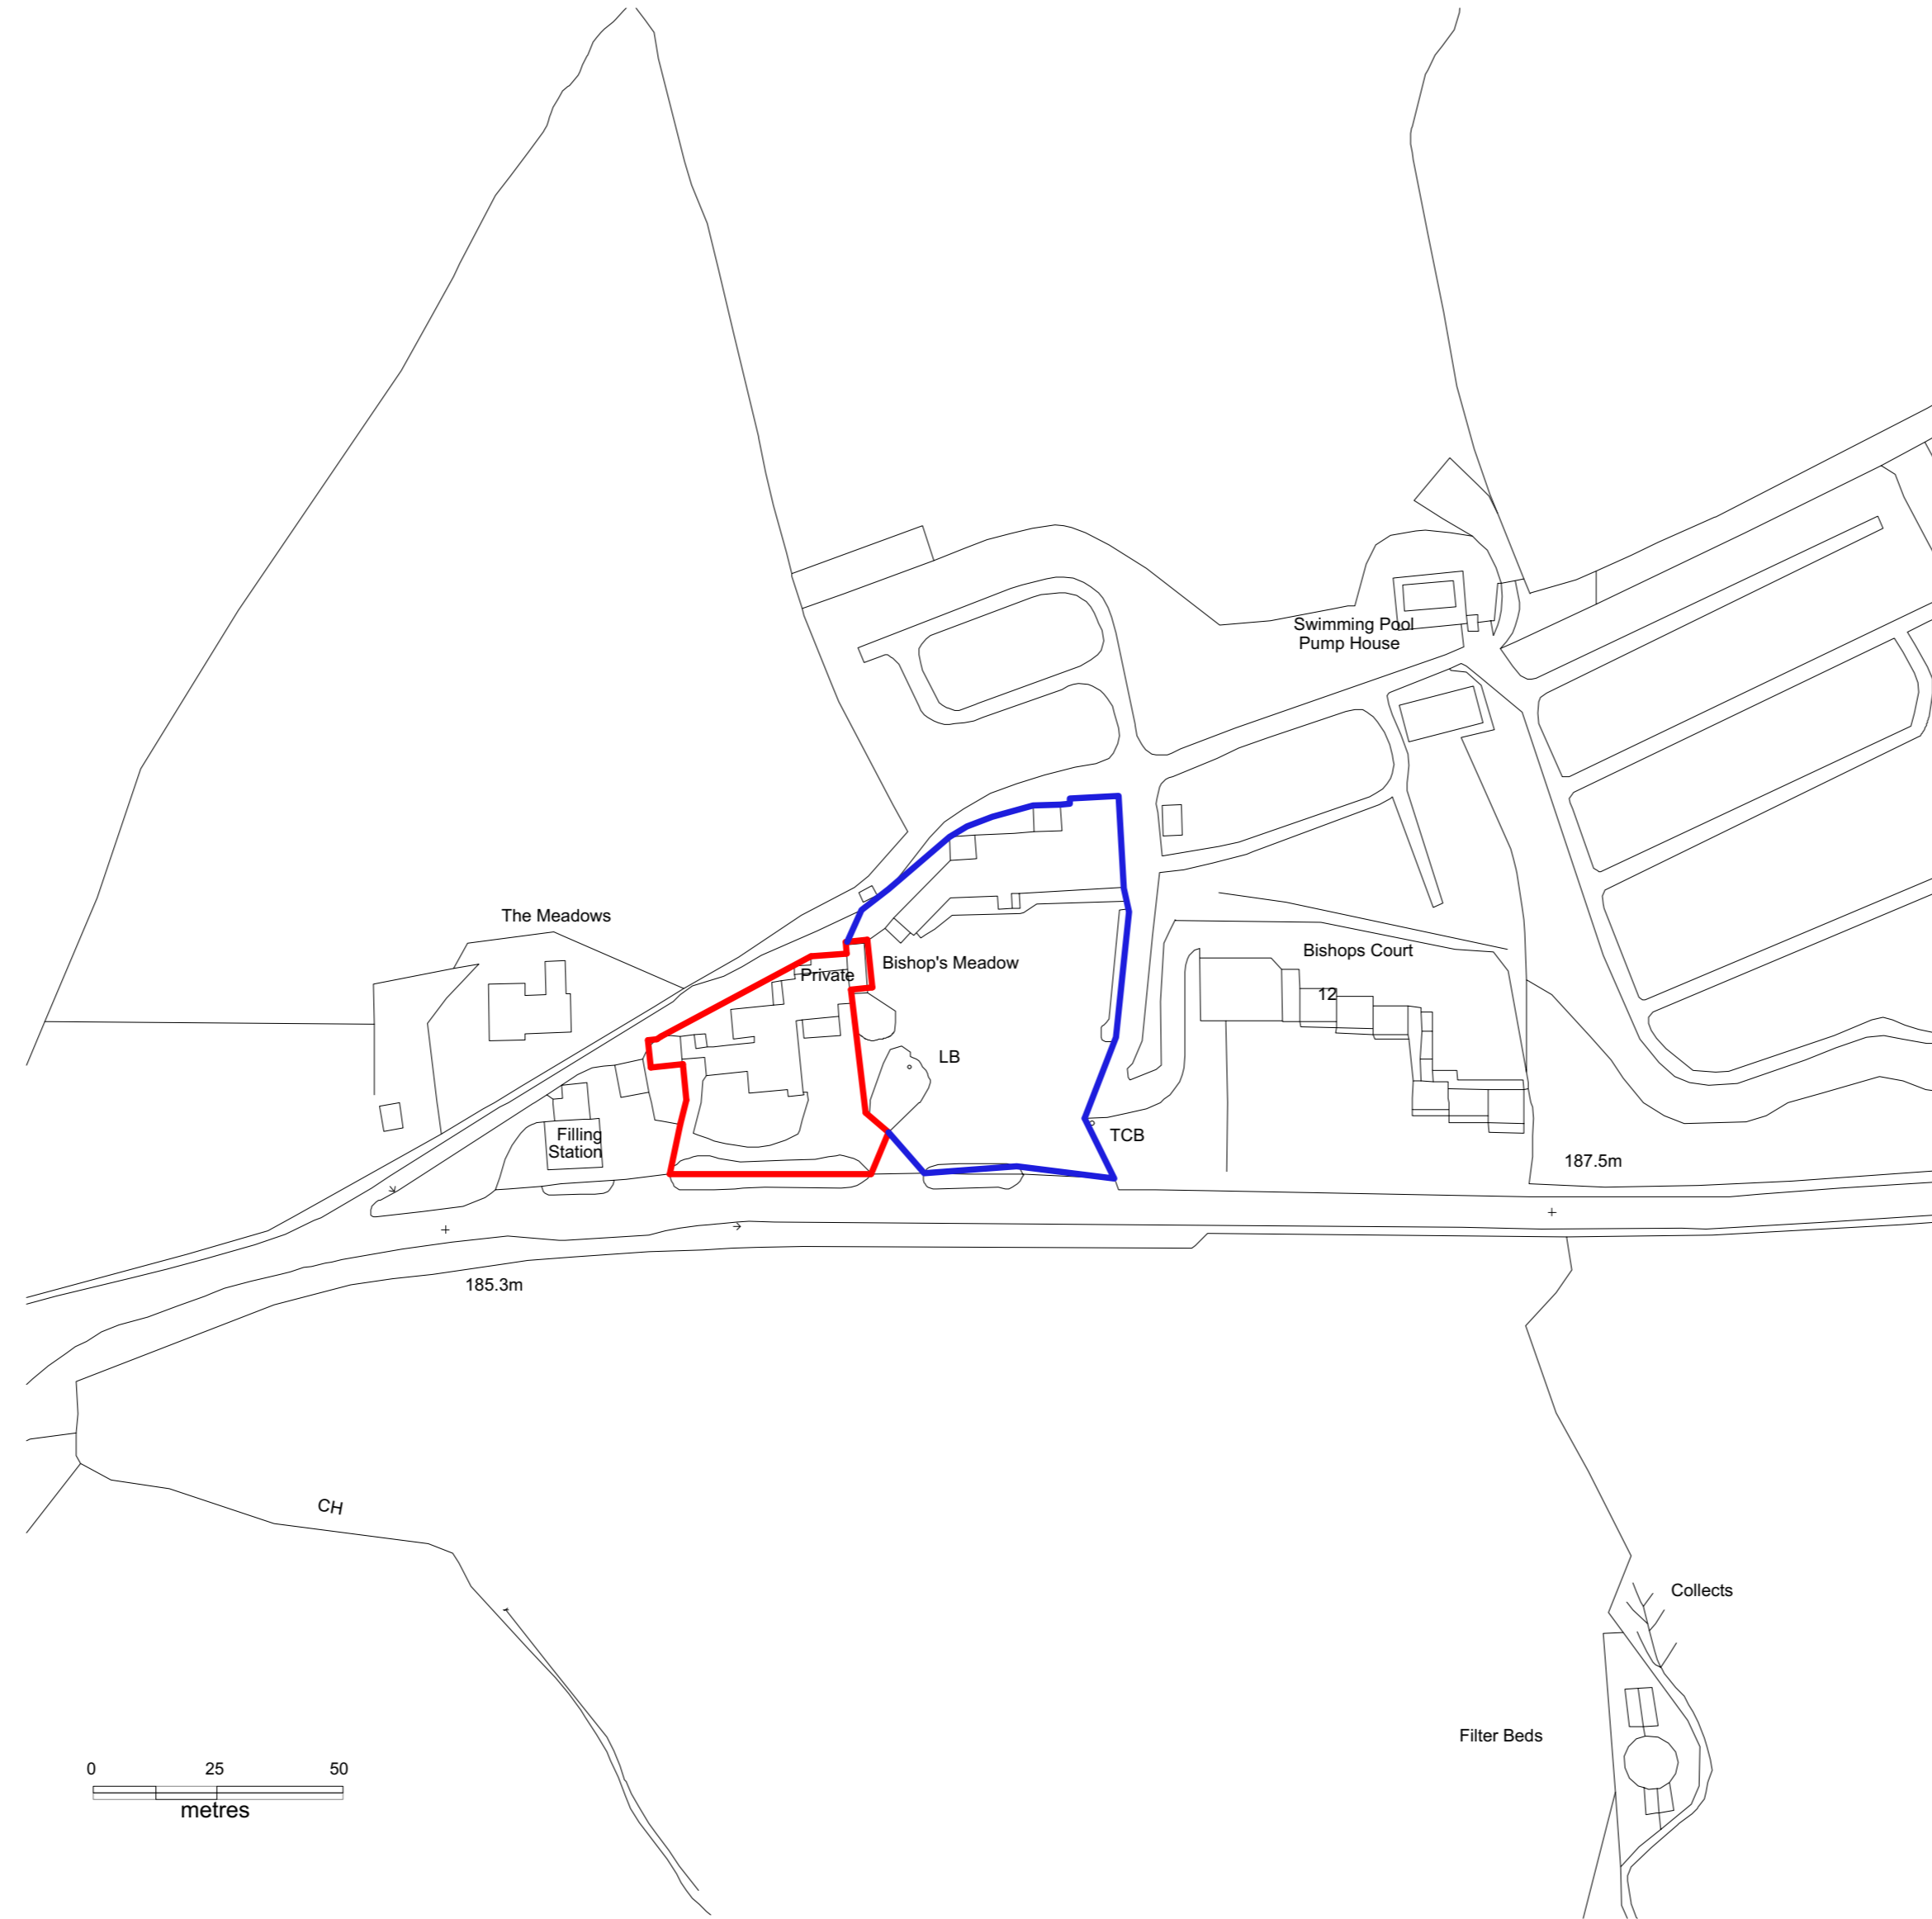 Swimming Pool
Pump House
The Meadows
Bishops Court
Private
Bishop's Meadow
12
LB
Filling
Station
TCB
187.5m
185.3m
CH
Collects
Filter Beds
0 25 50
metres